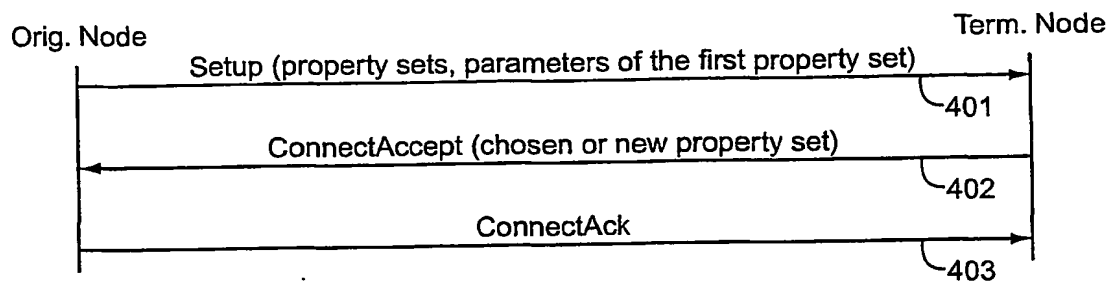 Orig. Node
Term. Node
Setup (property sets, parameters of the first property set)
401
ConnectAccept (chosen or new property set)
402
ConnectAck
403